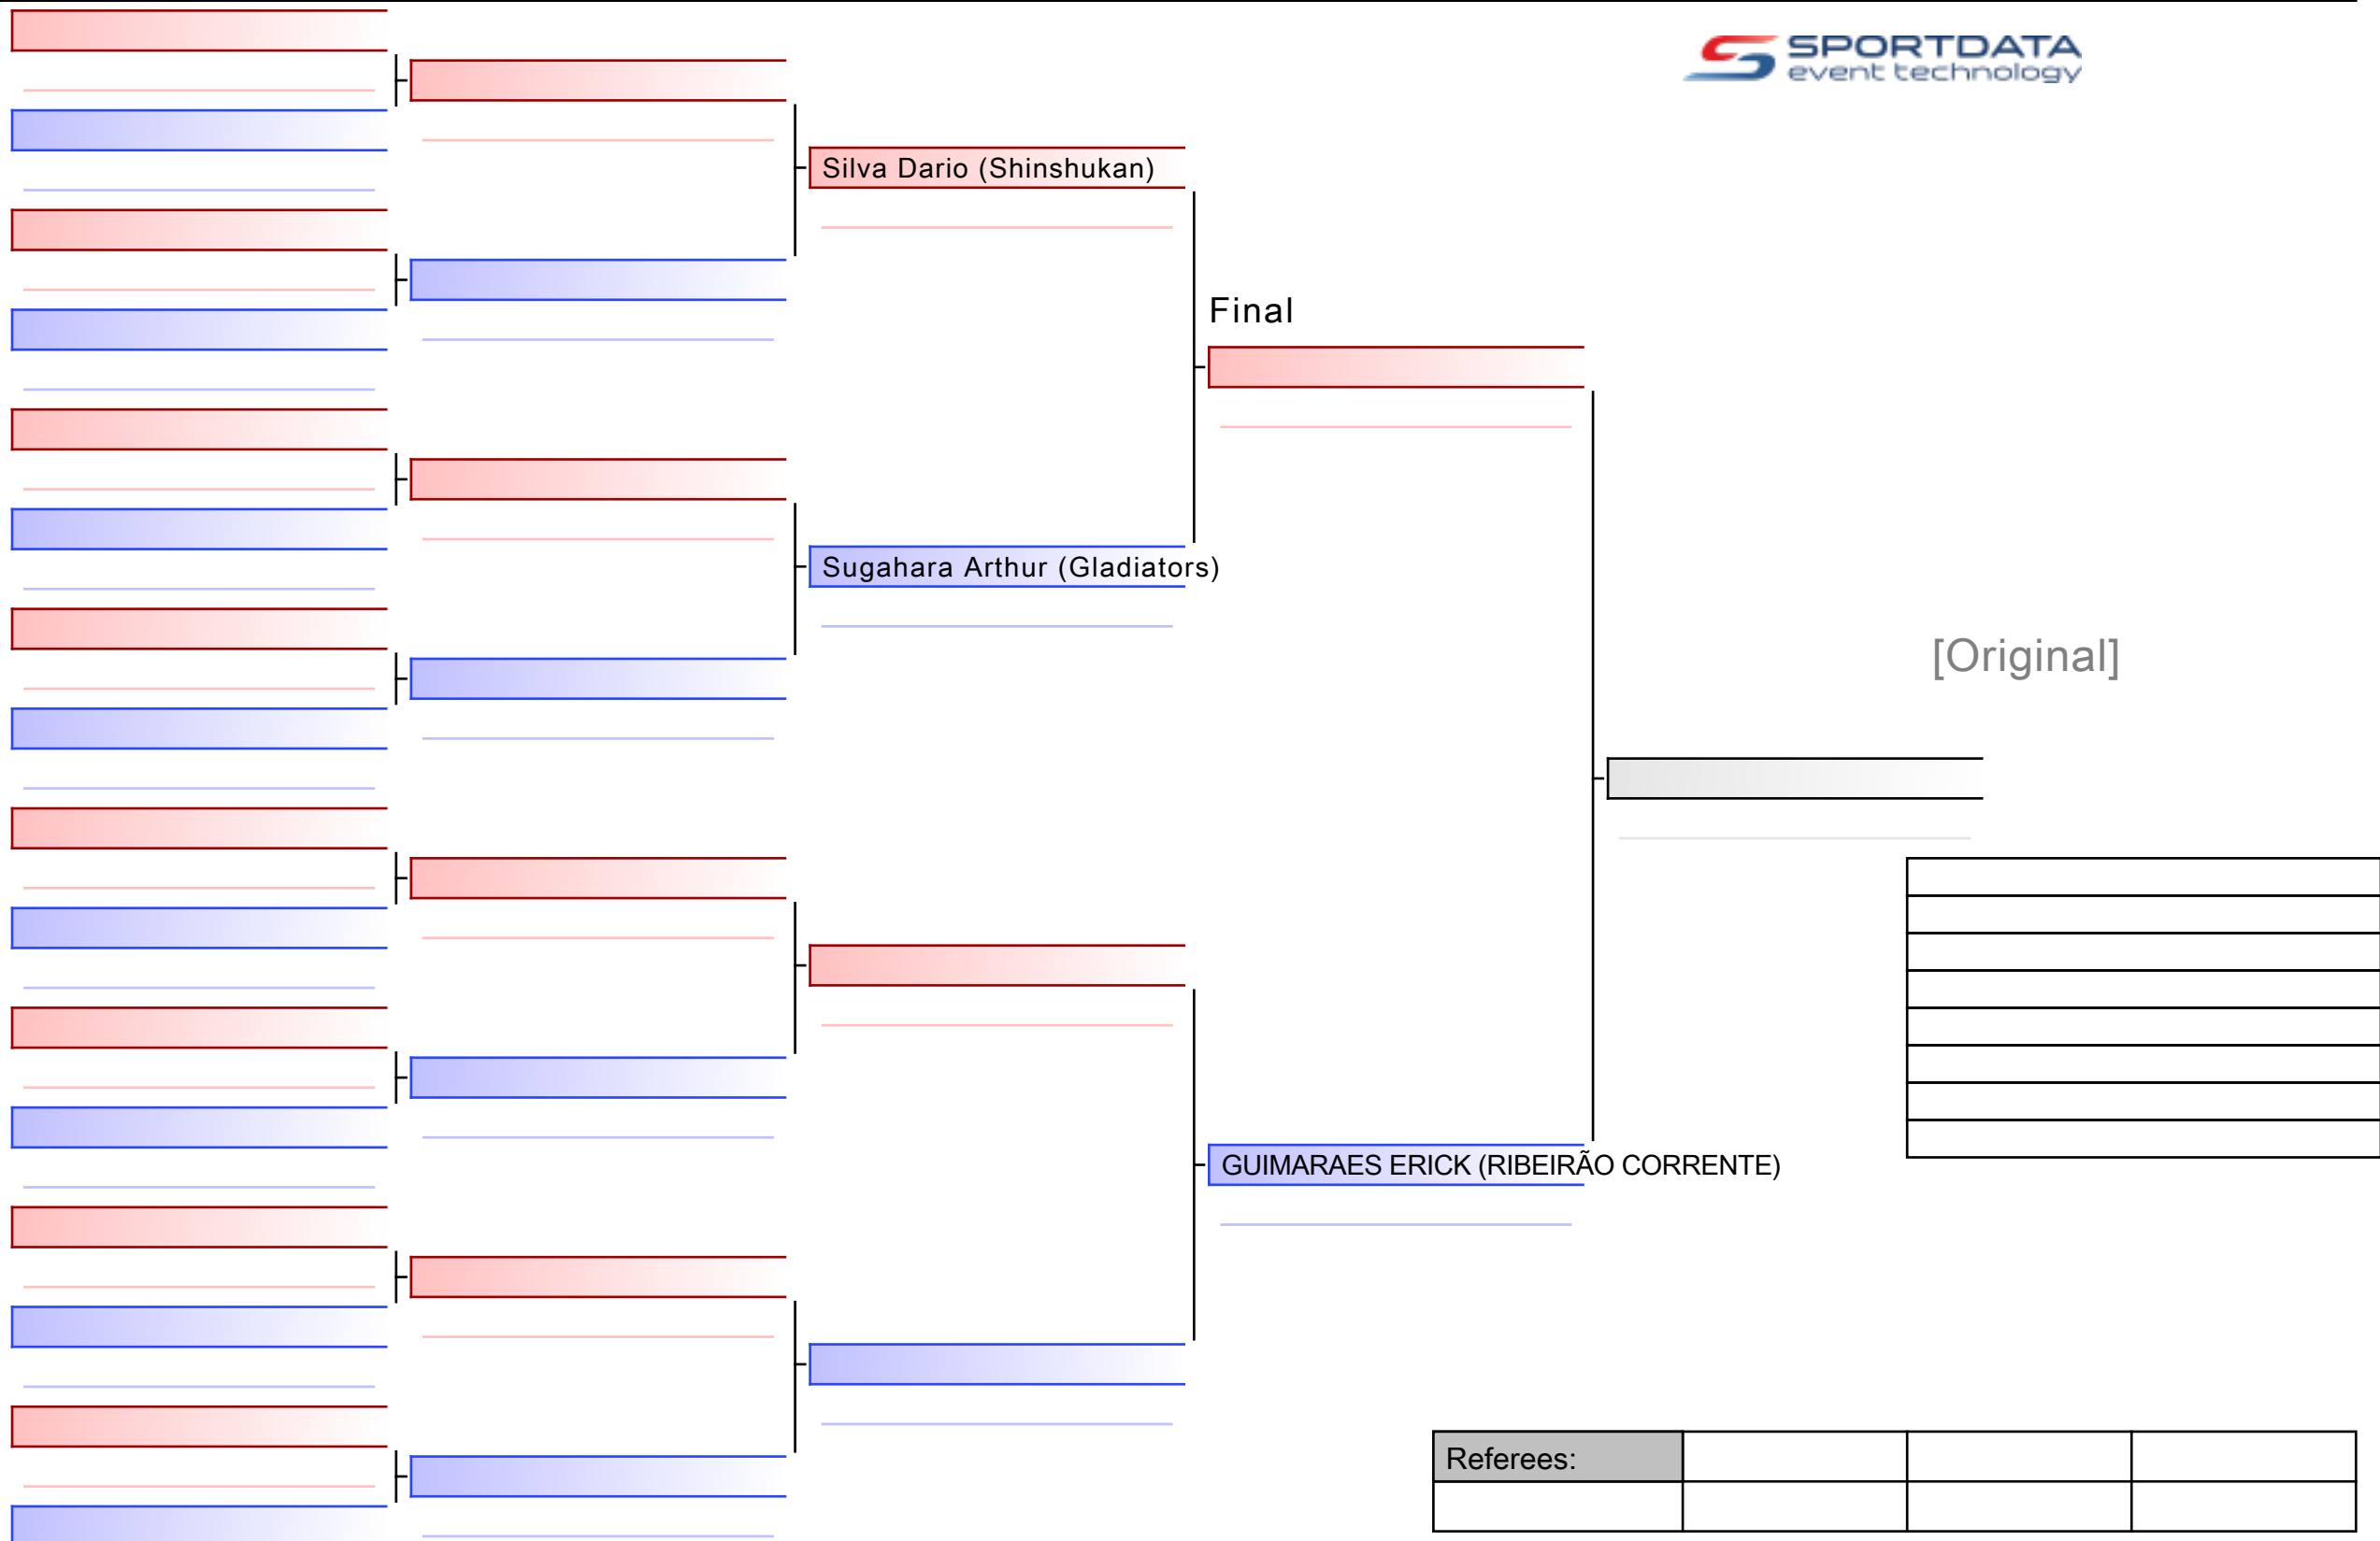 SPORTDATA
event technology
Silva Dario (Shinshukan)
Final
Sugahara Arthur (Gladiators)
[Original]
GUIMARAES ERICK (RIBEIRÃO CORRENTE)
Referees: